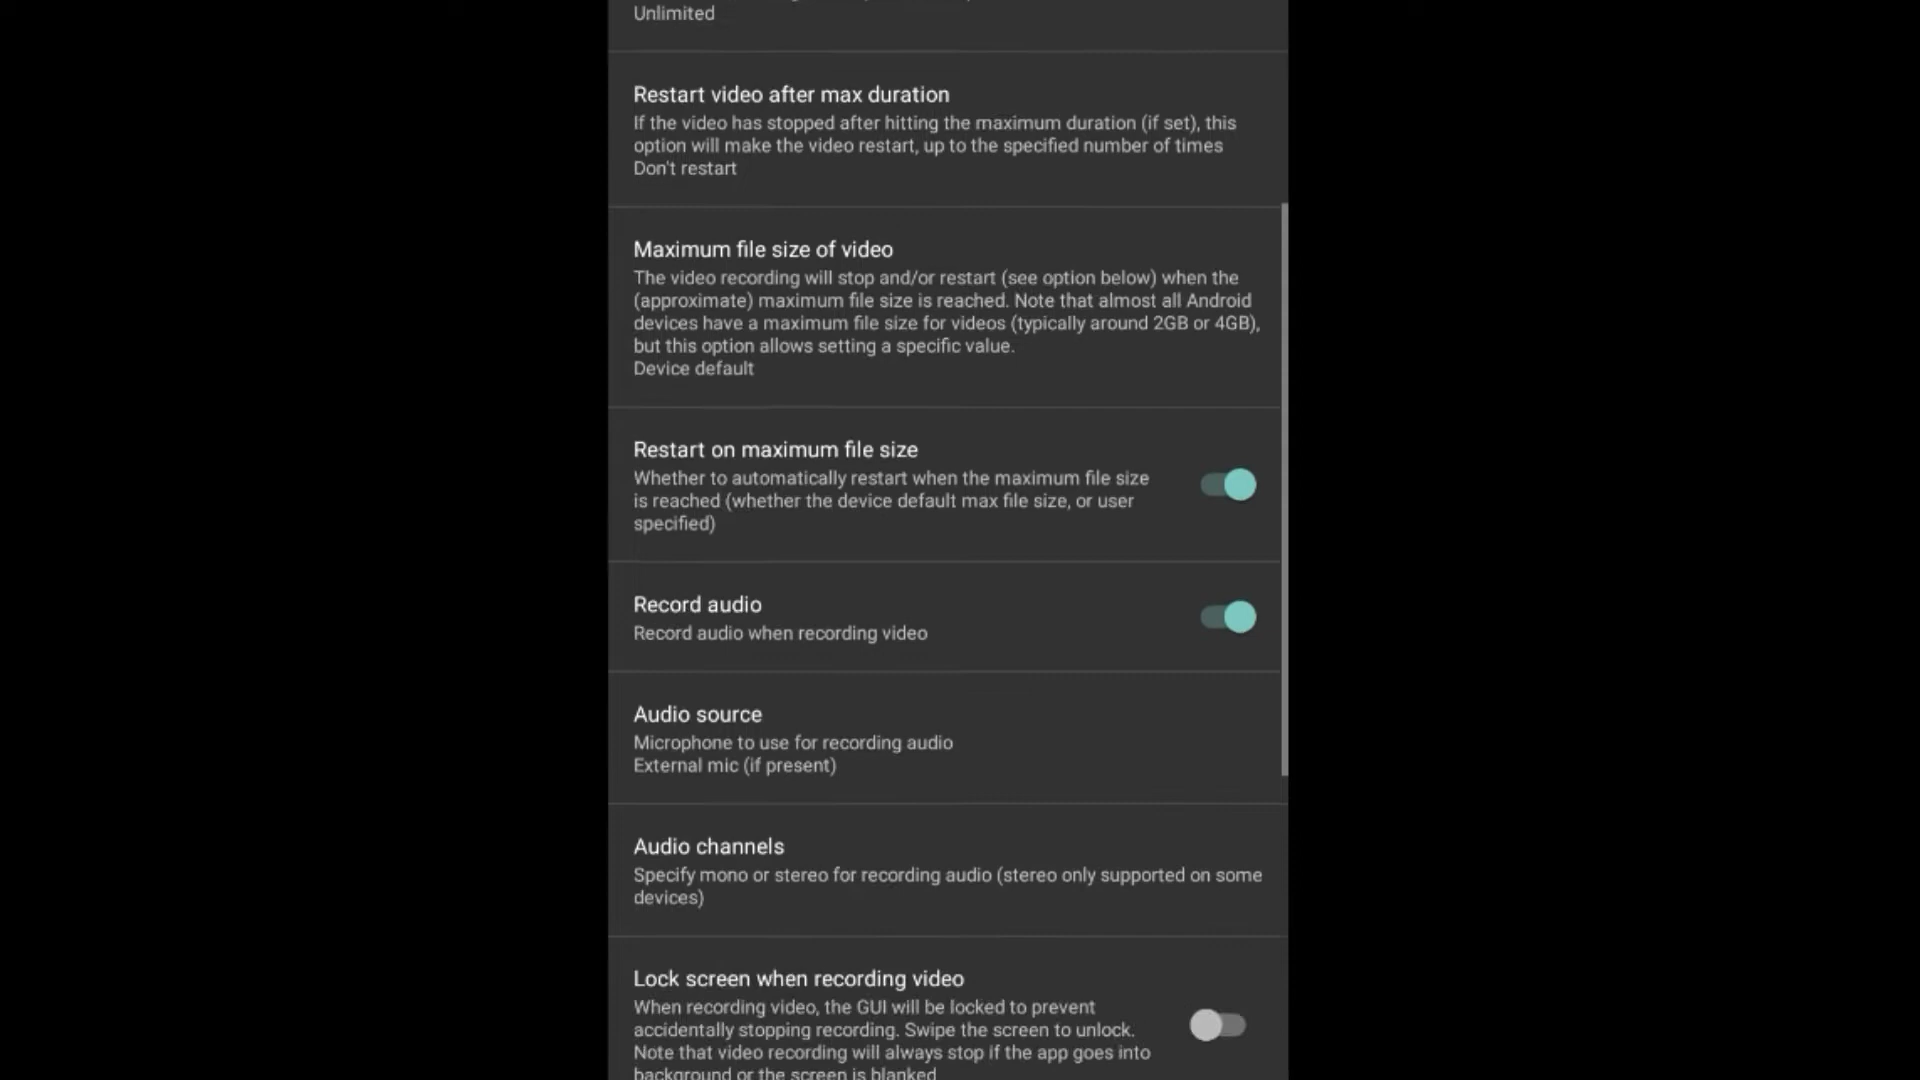 Unlimited
Restart video after max duration
If the video has stopped after hitting the maximum duration (if set), this
option will make the video restart, up to the specified number of times
Don't restart
Maximum file size of video
The video recording will stop and/or restart (see option below) when the
(approximate) maximum file size is reached. Note that almost all Android
devices have a maximum file size for videos (typically around 2GB or 4GB),
but this option allows setting a specific value.
Device default
Restart on maximum file size
Whether to automatically restart when the maximum file size
is reached (whether the device default max file size, or user
specified)
Record audio
Record audio when recording video
Audio source
Microphone to use for recording audio
External mic (if present)
Audio channels
Specify mono or stereo for recording audio (stereo only supported on some
devices)
Lock screen when recording video
When recording video, the GUI will be locked to prevent
accidentally stopping recording. Swipe the screen to unlock.
Note that video recording will always stop if the app goes into
background or the screen is blanked